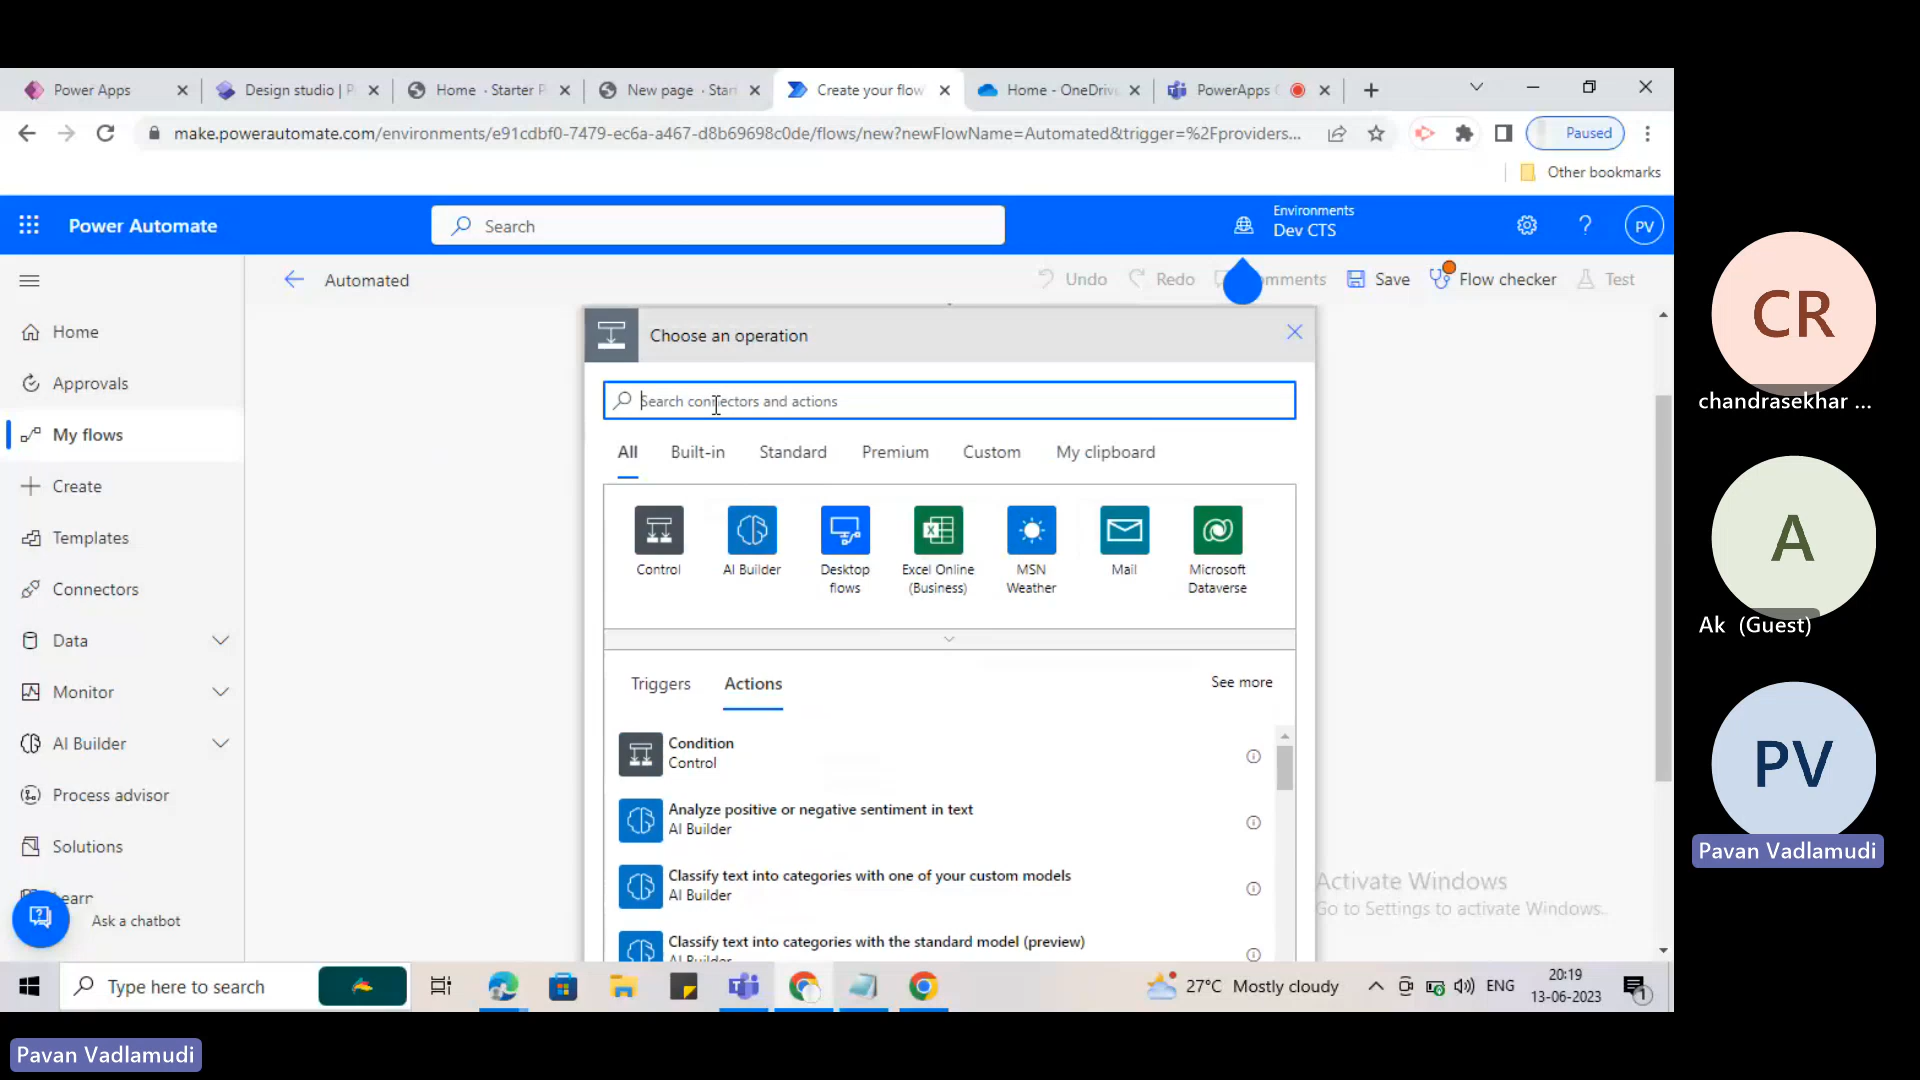 Power Apps
Design studio | P
Home - Starter P
New page - Star
Create your flow
Home - OneDriv
PowerApps
make.powerautomate.com/environments/e91cdbf0-7479-ec6a-a467-d8b69698c0de/flows/new?newFlowName=Automated&trigger=%2Fproviders...
Paused
Other bookmarks
Power Automate
Search
Environments
Dev CTS
PV
Automated
Undo
Redo
mments
Save
Flow checker
Test
Home
Approvals
My flows
Create
Templates
Connectors
Data
Monitor
AI Builder
Process advisor
Solutions
earn
Ask a chatbot
Choose an operation
Search connectors and actions
All
Built-in
Standard
Premium
Custom
My clipboard
Control
AI Builder
Desktop
flows
Excel Online
(Business)
MSN
Weather
Mail
Microsoft
Dataverse
Triggers
Actions
See more
Condition
Control
Analyze positive or negative sentiment in text
AI Builder
Classify text into categories with one of your custom models
AI Builder
Classify text into categories with the standard model (preview)
AI Builder
Activate Windows
Go to Settings to activate Windows.
Type here to search
27°C Mostly cloudy
ENG
20:19
13-06-2023
1
CR
chandrasekhar ...
A
Ak (Guest)
PV
Pavan Vadlamudi
Pavan Vadlamudi